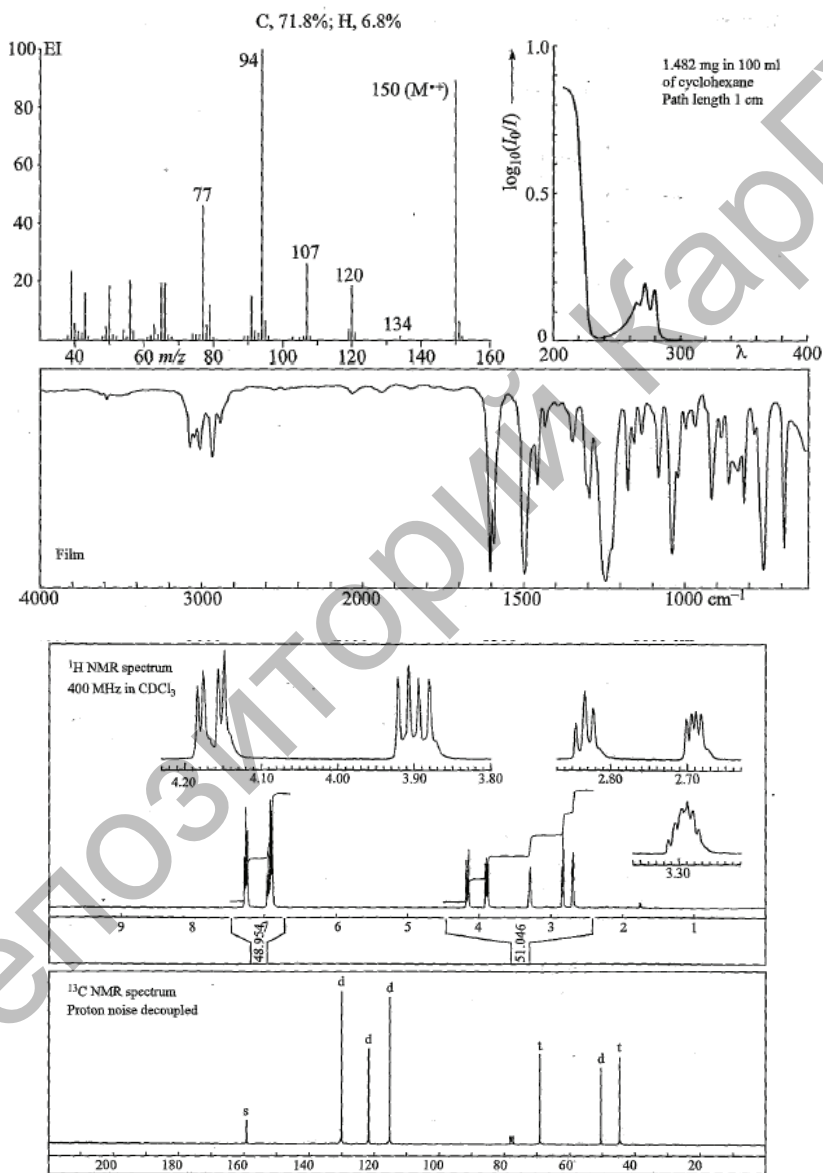 C, 71.8%; H, 6.8%
100 EI
94
150 (M•+)
80
60
77
40
107
120
20
134
40 60 m/z 80 100 120 140 160
1.0
log10(I0/I)
0.5
0
200 300 λ 400
1.482 mg in 100 ml
of cyclohexane
Path length 1 cm
Film
4000 3000 2000 1500 1000 cm–1
1H NMR spectrum
400 MHz in CDCl3
4.20 4.10 4.00 3.90 3.80
2.80 2.70
3.30
9 8 7 6 5 4 3 2 1
48.954
51.046
13C NMR spectrum
Proton noise decoupled
s d d d t d t
200 180 160 140 120 100 80 60 40 20
Репозиторий КарГУ